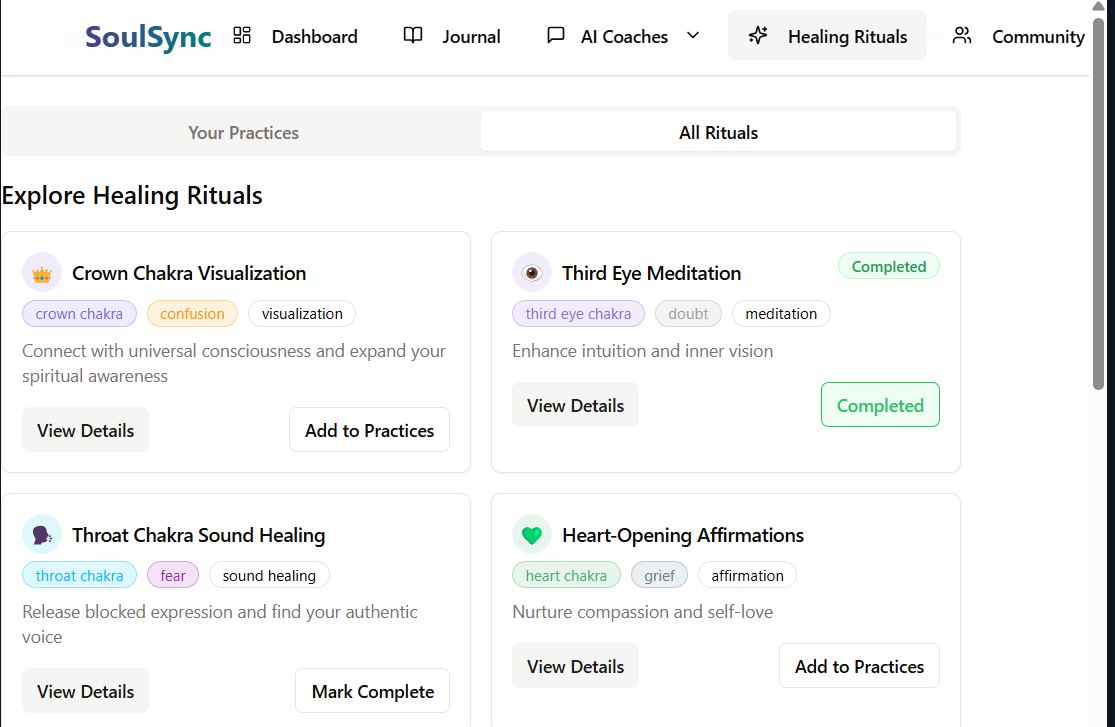 SoulSync Dashboard Journal AI Coaches Healing Rituals Community
Your Practices All Rituals
Explore Healing Rituals
Crown Chakra Visualization
crown chakra confusion visualization
Connect with universal consciousness and expand your
spiritual awareness
View Details Add to Practices
Third Eye Meditation Completed
third eye chakra doubt meditation
Enhance intuition and inner vision
View Details Completed
Throat Chakra Sound Healing
throat chakra fear sound healing
Release blocked expression and find your authentic
voice
View Details Mark Complete
Heart-Opening Affirmations
heart chakra grief affirmation
Nurture compassion and self-love
View Details Add to Practices